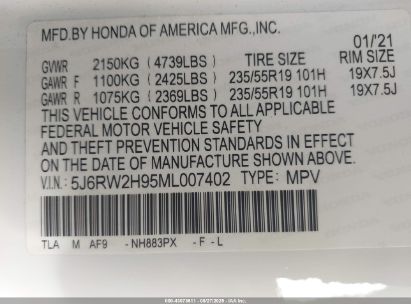 MFD.BY HONDA OF AMERICA MFG.,INC. 01/'21
GVWR 2150KG (4739LBS) TIRE SIZE RIM SIZE
GAWR F 1100KG (2425LBS) 235/55R19 101H 19X7.5J
GAWR R 1075KG (2369LBS) 235/55R19 101H 19X7.5J
THIS VEHICLE CONFORMS TO ALL APPLICABLE
FEDERAL MOTOR VEHICLE SAFETY
AND THEFT PREVENTION STANDARDS IN EFFECT
ON THE DATE OF MANUFACTURE SHOWN ABOVE.
V.I.N.: 5J6RW2H95ML007402 TYPE: MPV
TLA M AF9 -NH883PX -F -L